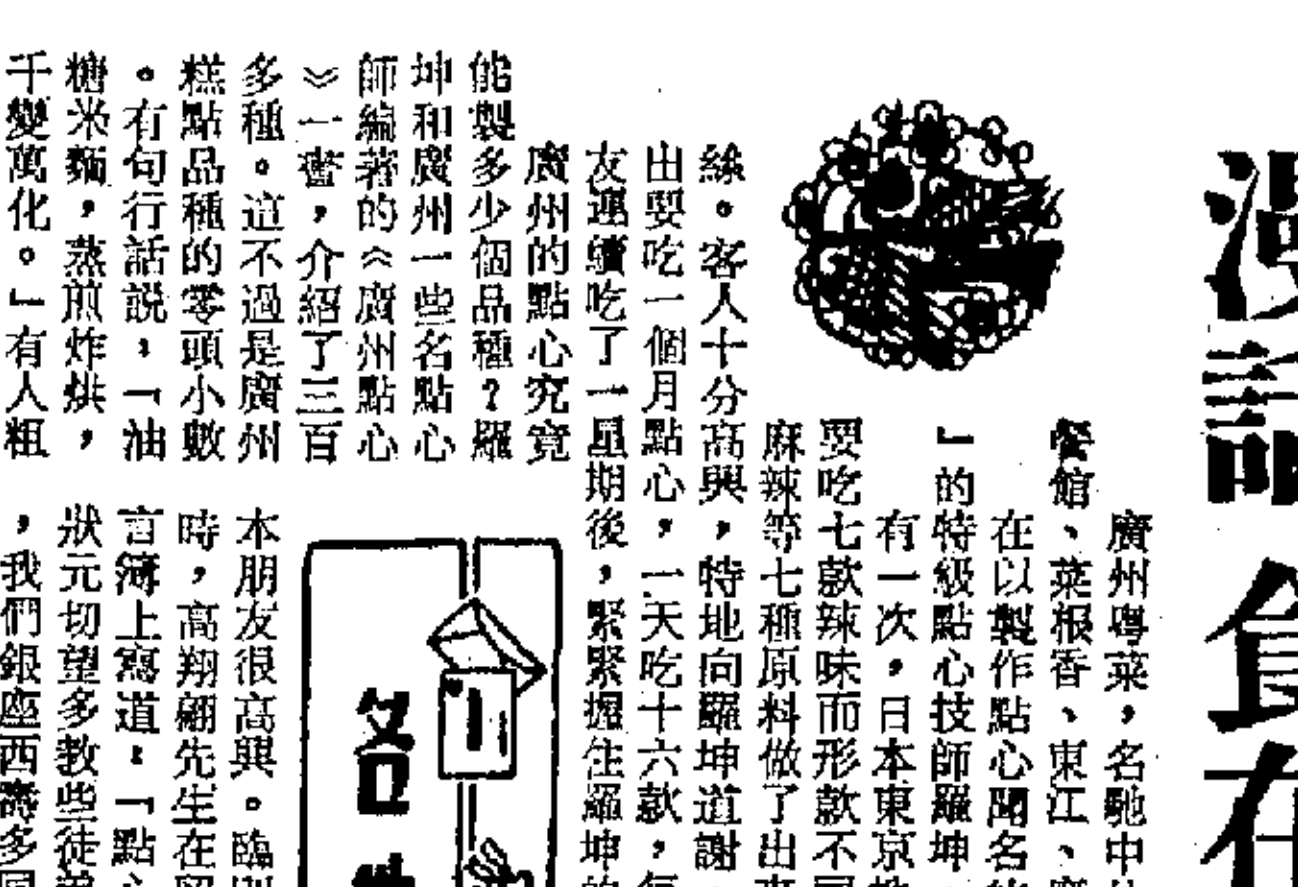 漫話食在
廣州粤菜，名馳中
餐館、菜根香、東江、
在以製作點心聞名
」的特級點心技師羅坤
有一次，日本東京
要吃七款辣味而形款不同
麻辣等七種原料做了出來
絲。客人十分高興，特地向羅坤道謝
出要吃一個月點心，一天吃十六款，每
友連續吃了一星期後，緊緊握住羅坤的
廣州的點心究竟
能製多少個品種？羅
坤和廣州一些名點心
師編著的《廣州點心
》一書，介紹了三百
多種。這不過是廣州
糕點品種的零頭小數
。有句行話説：「油
糖米麵，蒸煎炸烘，
千變萬化。」有人粗
各地
本朋友很高興。臨別
時，高翔翩先生在留
言簿上寫道：「點心
狀元切望多教些徒弟
，我們銀座西壽多